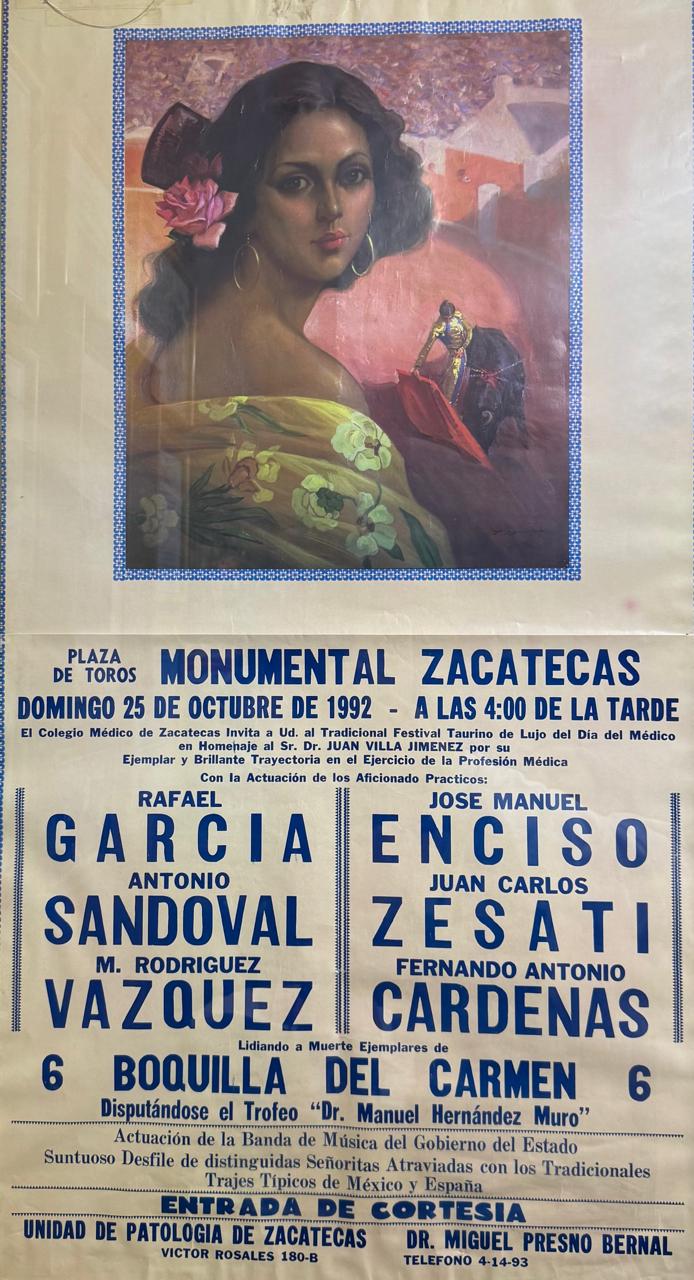 PLAZA
DE TOROS
MONUMENTAL ZACATECAS
DOMINGO 25 DE OCTUBRE DE 1992 - A LAS 4:00 DE LA TARDE
El Colegio Médico de Zacatecas Invita a Ud. al Tradicional Festival Taurino de Lujo del Día del Médico
en Homenaje al Sr. Dr. JUAN VILLA JIMENEZ por su
Ejemplar y Brillante Trayectoria en el Ejercicio de la Profesión Médica
Con la Actuación de los Aficionado Practicos:
RAFAEL
GARCIA
ANTONIO
SANDOVAL
M. RODRIGUEZ
VAZQUEZ
JOSE MANUEL
ENCISO
JUAN CARLOS
ZESATI
FERNANDO ANTONIO
CARDENAS
Lidiando a Muerte Ejemplares de
6 BOQUILLA DEL CARMEN 6
Disputándose el Trofeo "Dr. Manuel Hernández Muro"
Actuación de la Banda de Música del Gobierno del Estado
Suntuoso Desfile de distinguidas Señoritas Atraviadas con los Tradicionales
Trajes Típicos de México y España
ENTRADA DE CORTESIA
UNIDAD DE PATOLOGIA DE ZACATECAS
VICTOR ROSALES 180-B
DR. MIGUEL PRESNO BERNAL
TELEFONO 4-14-93